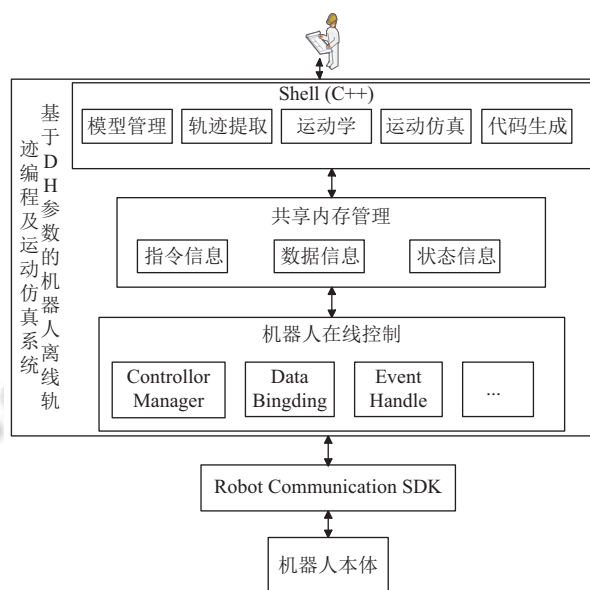 Shell (C++)
模型管理
轨迹提取
运动学
运动仿真
代码生成
基于DH参数的机器人离线轨
迹编程及运动仿真系统
共享内存管理
指令信息
数据信息
状态信息
机器人在线控制
Controllor
Manager
Data
Bingding
Event
Handle
...
Robot Communication SDK
机器人本体